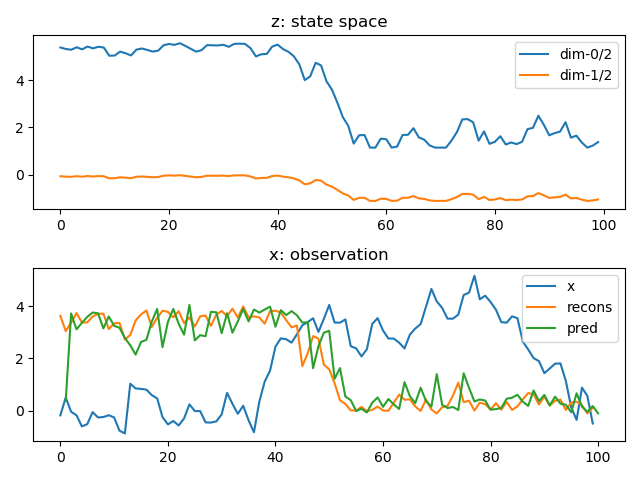 z: state space
dim-0/2
dim-1/2
4
2
0
0 20 40 60 80 100
x: observation
x
recons
pred
4
2
0
0 20 40 60 80 100